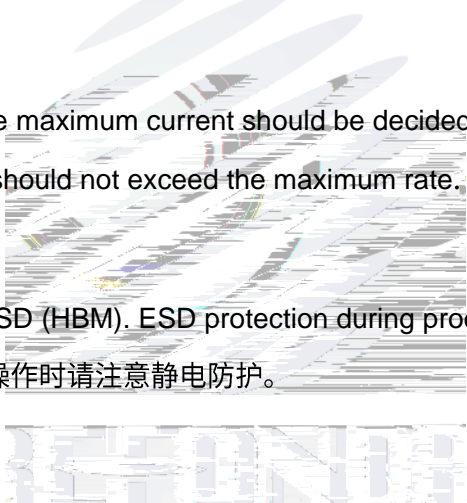 maximum current should be decided
should not exceed the maximum rate.
SD (HBM). ESD protection during
操作时请注意静电防护。